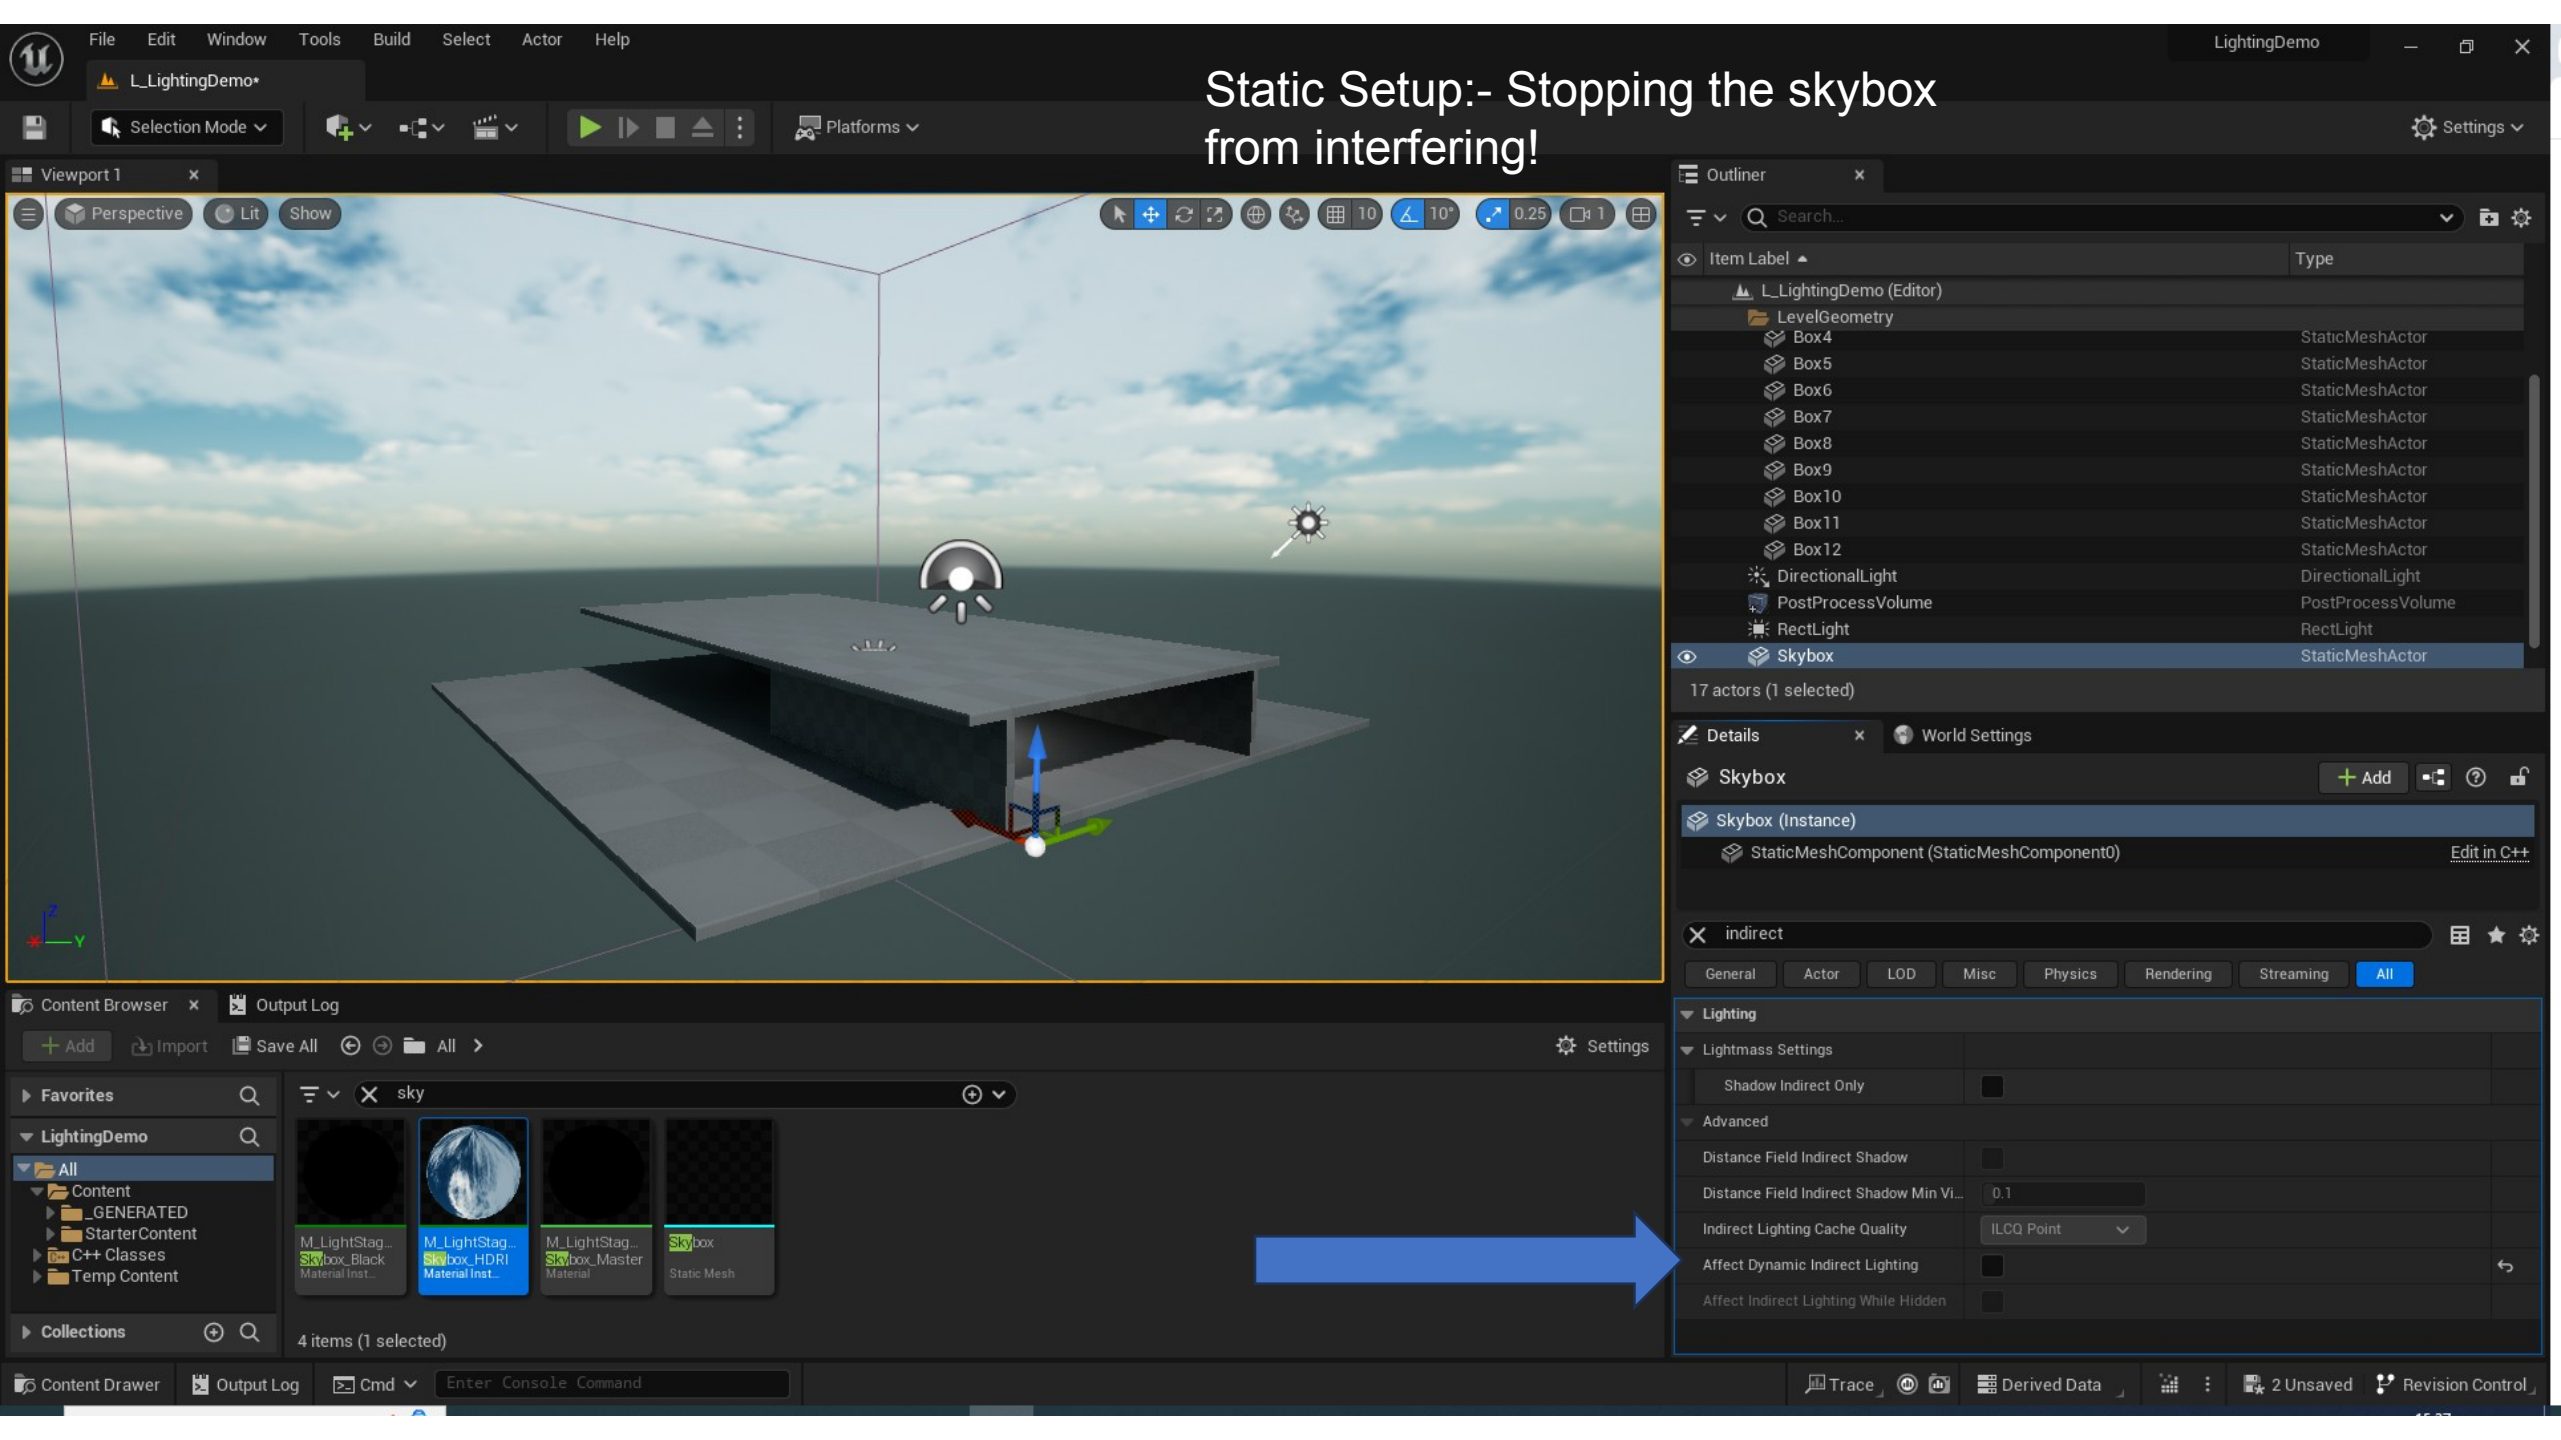 File Edit Window Tools Build Select Actor Help
LightingDemo
L_LightingDemo*
Static Setup:- Stopping the skybox
from interfering!
Selection Mode
Platforms
Settings
Viewport 1
Outliner
Perspective Lit Show
10 10° 0.25 1
Search...
Item Label Type
L_LightingDemo (Editor)
LevelGeometry
Box4 StaticMeshActor
Box5 StaticMeshActor
Box6 StaticMeshActor
Box7 StaticMeshActor
Box8 StaticMeshActor
Box9 StaticMeshActor
Box10 StaticMeshActor
Box11 StaticMeshActor
Box12 StaticMeshActor
DirectionalLight DirectionalLight
PostProcessVolume PostProcessVolume
RectLight RectLight
Skybox StaticMeshActor
17 actors (1 selected)
Details World Settings
Skybox + Add
Skybox (Instance)
StaticMeshComponent (StaticMeshComponent0) Edit in C++
indirect
General Actor LOD Misc Physics Rendering Streaming All
Lighting
Lightmass Settings
Shadow Indirect Only
Advanced
Distance Field Indirect Shadow
Distance Field Indirect Shadow Min Vi... 0.1
Indirect Lighting Cache Quality ILCQ Point
Affect Dynamic Indirect Lighting
Affect Indirect Lighting While Hidden
Z
X Y
Content Browser Output Log
+ Add Import Save All All > Settings
Favorites
sky
LightingDemo
All
Content
_GENERATED
StarterContent
C++ Classes
Temp Content
Collections
M_LightStag...
Skybox_Black
Material Inst...
M_LightStag...
Skybox_HDRI
Material Inst...
M_LightStag...
Skybox_Master
Material
Skybox
Static Mesh
4 items (1 selected)
Content Drawer Output Log Cmd Enter Console Command
Trace Derived Data 2 Unsaved Revision Control